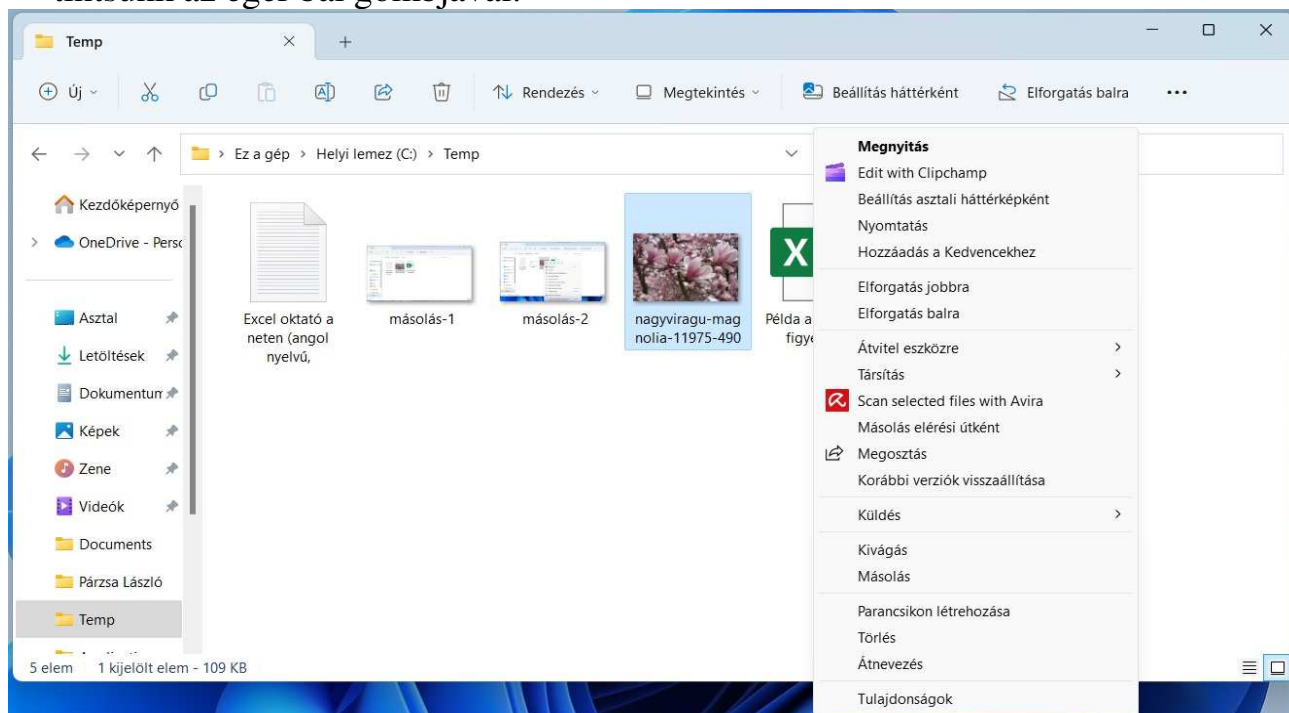 Temp
Új
Rendezés
Megtekintés
Beállítás háttérként
Elforgatás balra
Ez a gép > Helyi lemez (C:) > Temp
Kezdőképernyő
OneDrive - Perso
Asztal
Letöltések
Dokumentum
Képek
Zene
Videók
Documents
Párzsa László
Temp
Excel oktató a
neten (angol
nyelvű,
másolás-1
másolás-2
nagyviragu-mag
nolia-11975-490
Példa a
figye
Megnyitás
Edit with Clipchamp
Beállítás asztali háttérképként
Nyomtatás
Hozzáadás a Kedvencekhez
Elforgatás jobbra
Elforgatás balra
Átvitel eszközre
Társítás
Scan selected files with Avira
Másolás elérési útként
Megosztás
Korábbi verziók visszaállítása
Küldés
Kivágás
Másolás
Parancsikon létrehozása
Törlés
Átnevezés
Tulajdonságok
5 elem
1 kijelölt elem - 109 KB